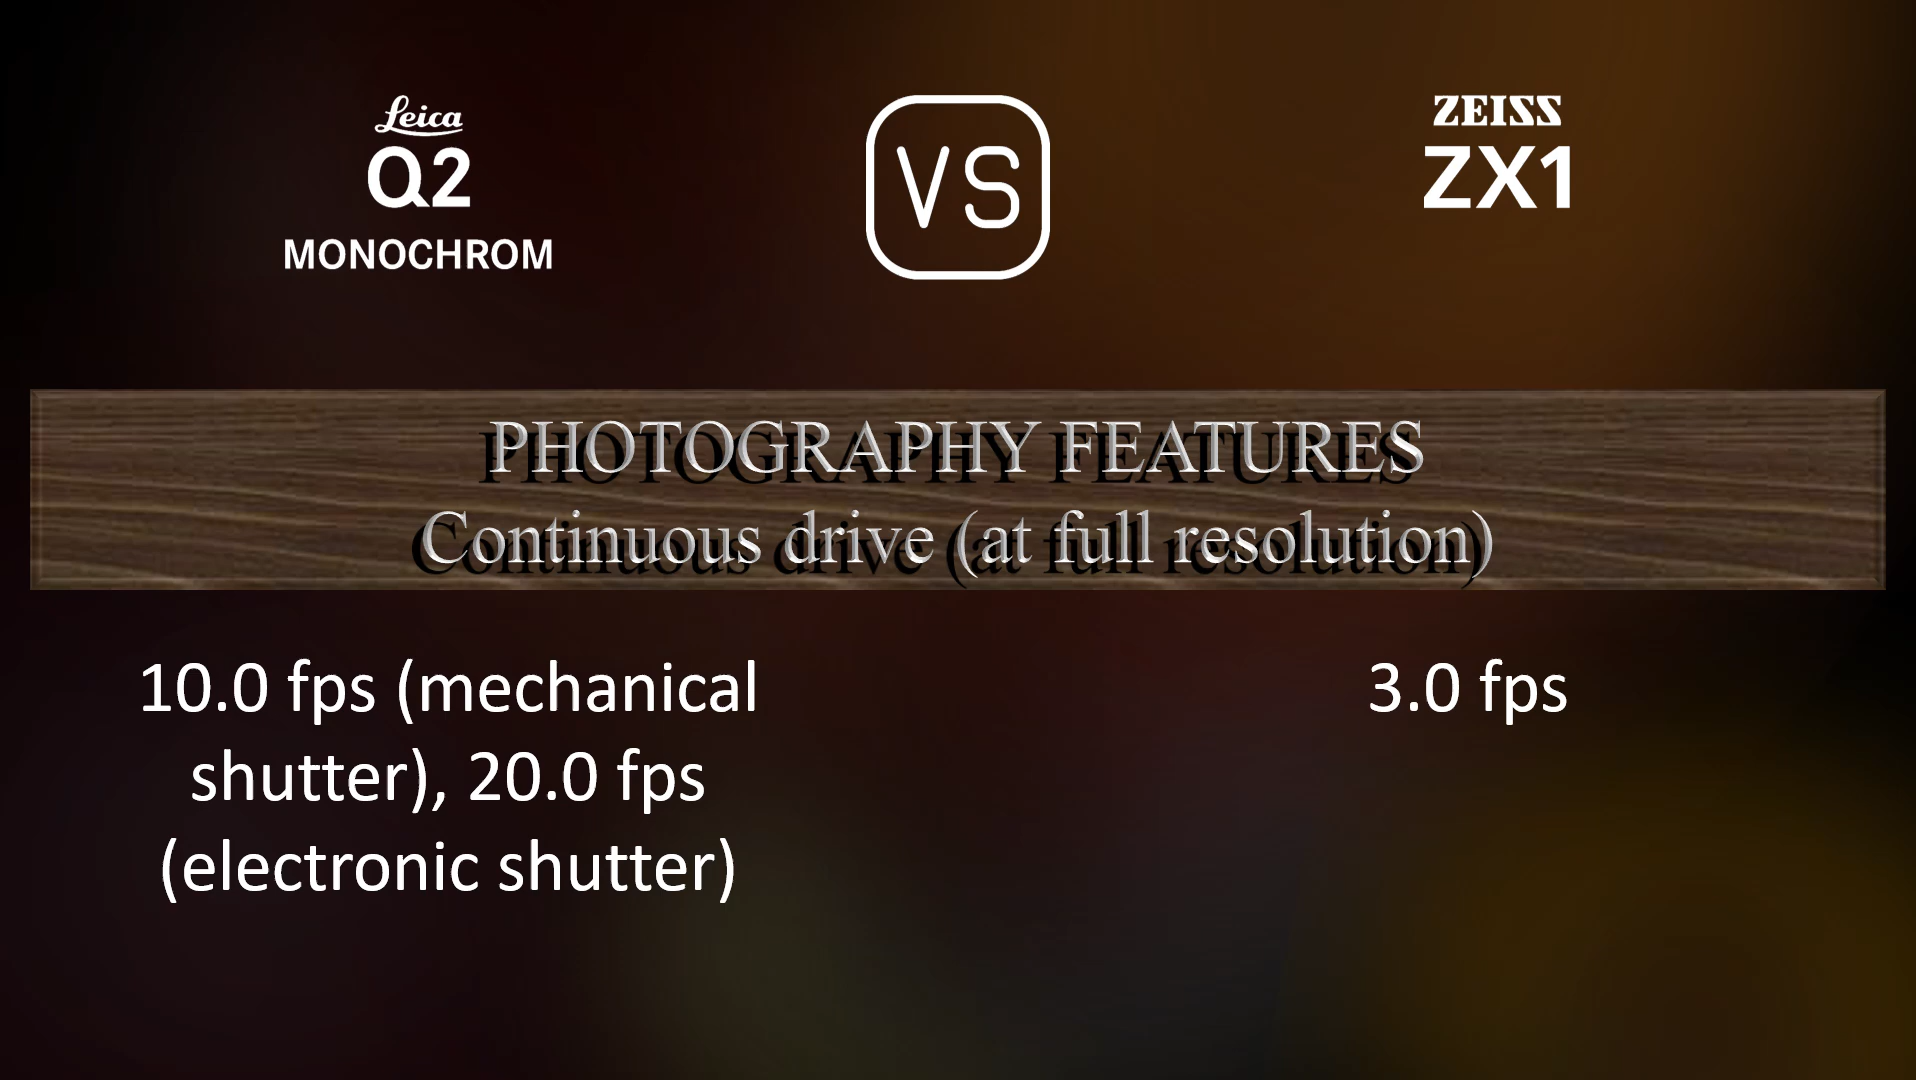 Leica
Q2
MONOCHROM
VS
ZEISS
ZX1
PHOTOGRAPHY FEATURES
Continuous drive (at full resolution)
10.0 fps (mechanical
shutter), 20.0 fps
(electronic shutter)
3.0 fps